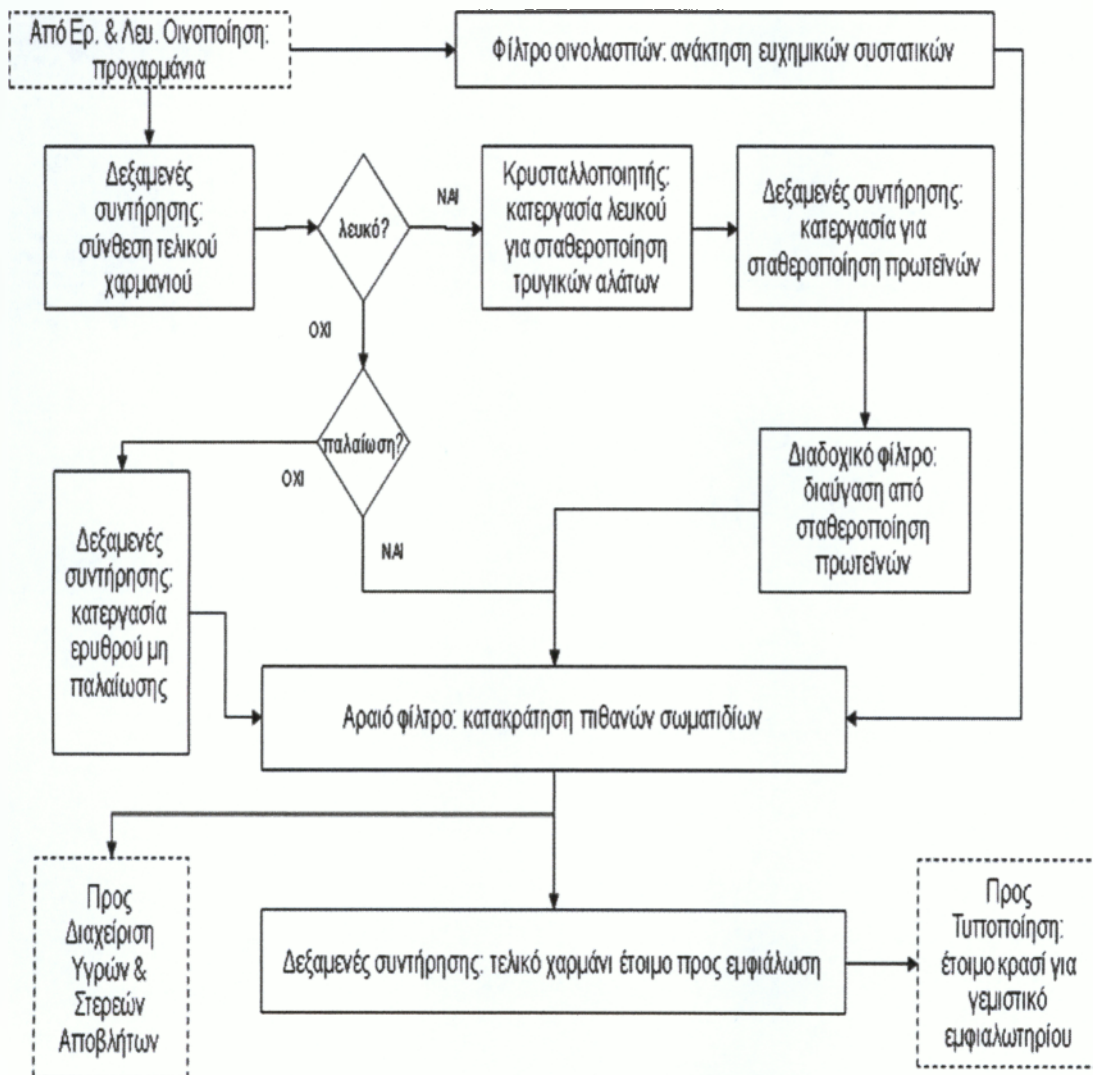 Από Ερ. & Λευ. Οινοποίηση:
προχαρμάνια
Φίλτρο οινολασπών: ανάκτηση ευχημικών συστατικών
Δεξαμενές
συντήρησης:
σύνθεση τελικού
χαρμανιού
λευκό?
ΝΑΙ
Κρυσταλλοποιητής:
κατεργασία λευκού
για σταθεροποίηση
τρυγικών αλάτων
Δεξαμενές συντήρησης:
κατεργασία για
σταθεροποίηση πρωτεϊνών
ΟΧΙ
παλαίωση?
ΟΧΙ
ΝΑΙ
Διαδοχικό φίλτρο:
διαύγαση από
σταθεροποίηση
πρωτεϊνών
Δεξαμενές
συντήρησης:
κατεργασία
ερυθρού μη
παλαίωσης
Αραιό φίλτρο: κατακράτηση πιθανών σωματιδίων
Προς
Διαχείριση
Υγρών &
Στερεών
Αποβλήτων
Δεξαμενές συντήρησης: τελικό χαρμάνι έτοιμο προς εμφιάλωση
Προς
Τυποποίηση:
έτοιμο κρασί για
γεμιστικό
εμφιαλωτηρίου